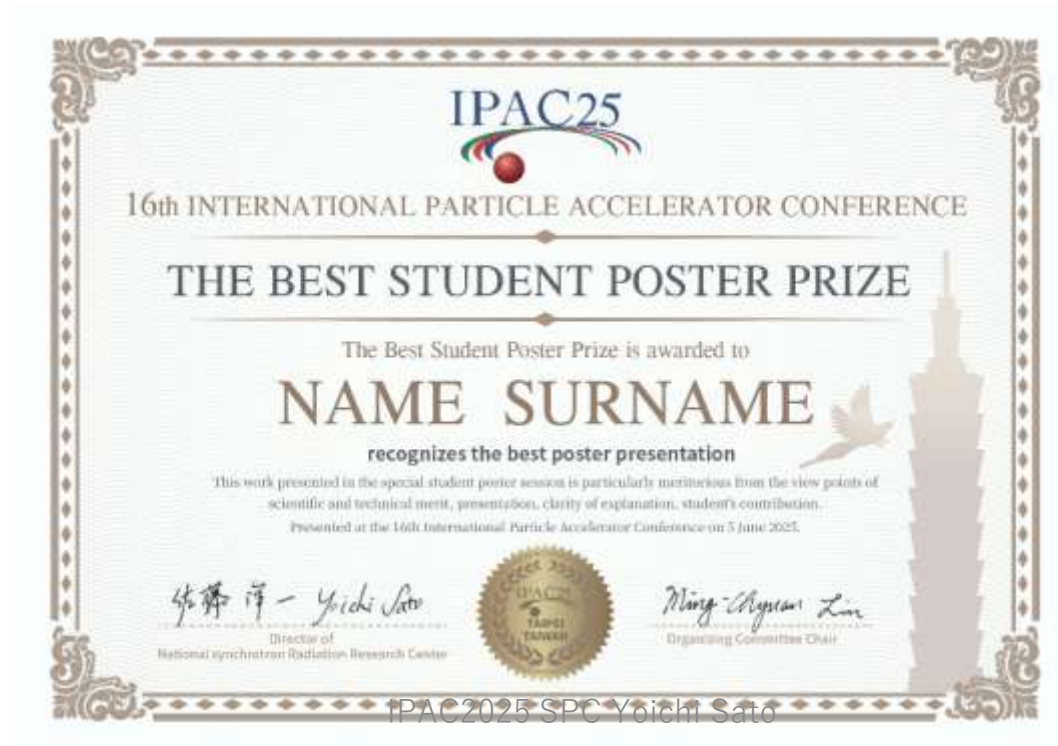 IPAC25
16th INTERNATIONAL PARTICLE ACCELERATOR CONFERENCE
THE BEST STUDENT POSTER PRIZE
The Best Student Poster Prize is awarded to
NAME SURNAME
recognizes the best poster presentation
This work presented in the special student poster session is particularly meritorious from the view points of
scientific and technical merit, presentation, clarity of explanation, student's contribution.
Presented at the 16th International Particle Accelerator Conference on 5 June 2025.
佐藤 洋一 Yoichi Sato
Director of
National synchrotron Radiation Research Center
IPAC25
TAIPEI
TAIWAN
Ming-Chyuan Lin
Organizing Committee Chair
IPAC2025 SPC Yoichi Sato